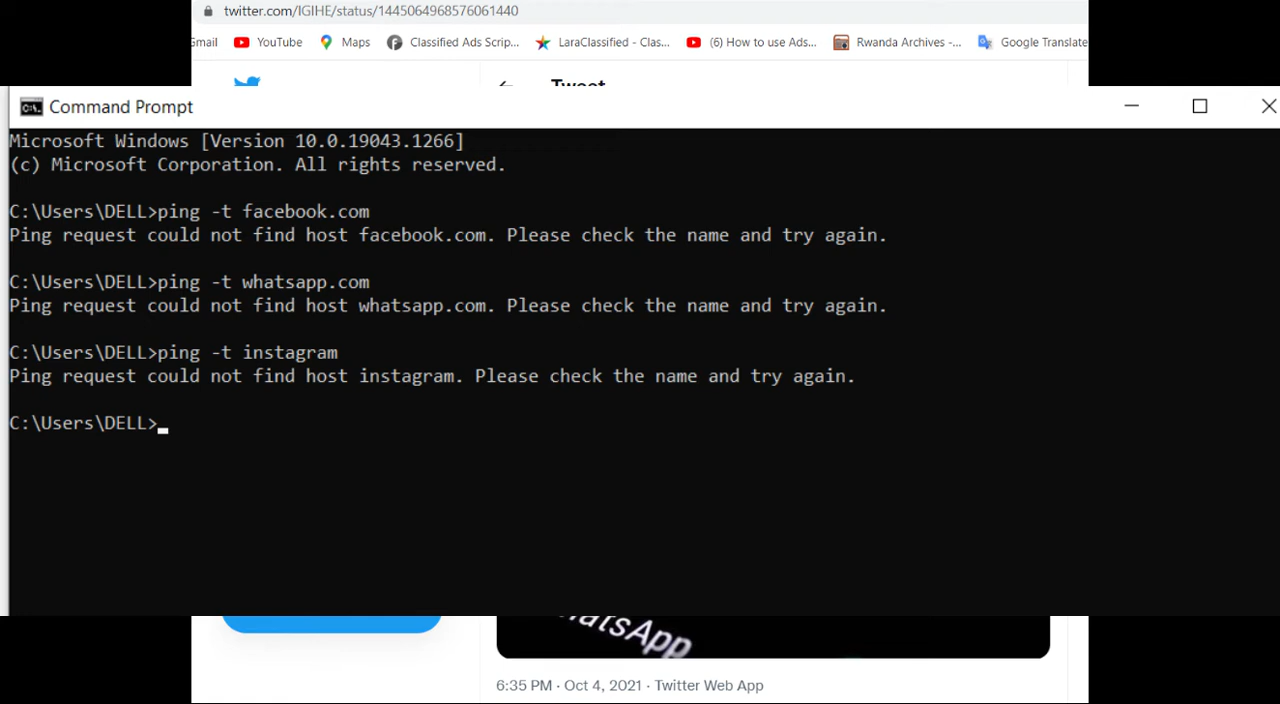 twitter.com/IGIHE/status/1445064968576061440
Gmail YouTube Maps Classified Ads Scrip... LaraClassified - Clas... (6) How to use Ads... Rwanda Archives -... Google Translate
Tweet
Command Prompt
Microsoft Windows [Version 10.0.19043.1266]
(c) Microsoft Corporation. All rights reserved.
C:\Users\DELL>ping -t facebook.com
Ping request could not find host facebook.com. Please check the name and try again.
C:\Users\DELL>ping -t whatsapp.com
Ping request could not find host whatsapp.com. Please check the name and try again.
C:\Users\DELL>ping -t instagram
Ping request could not find host instagram. Please check the name and try again.
C:\Users\DELL>
WhatsApp
6:35 PM · Oct 4, 2021 · Twitter Web App